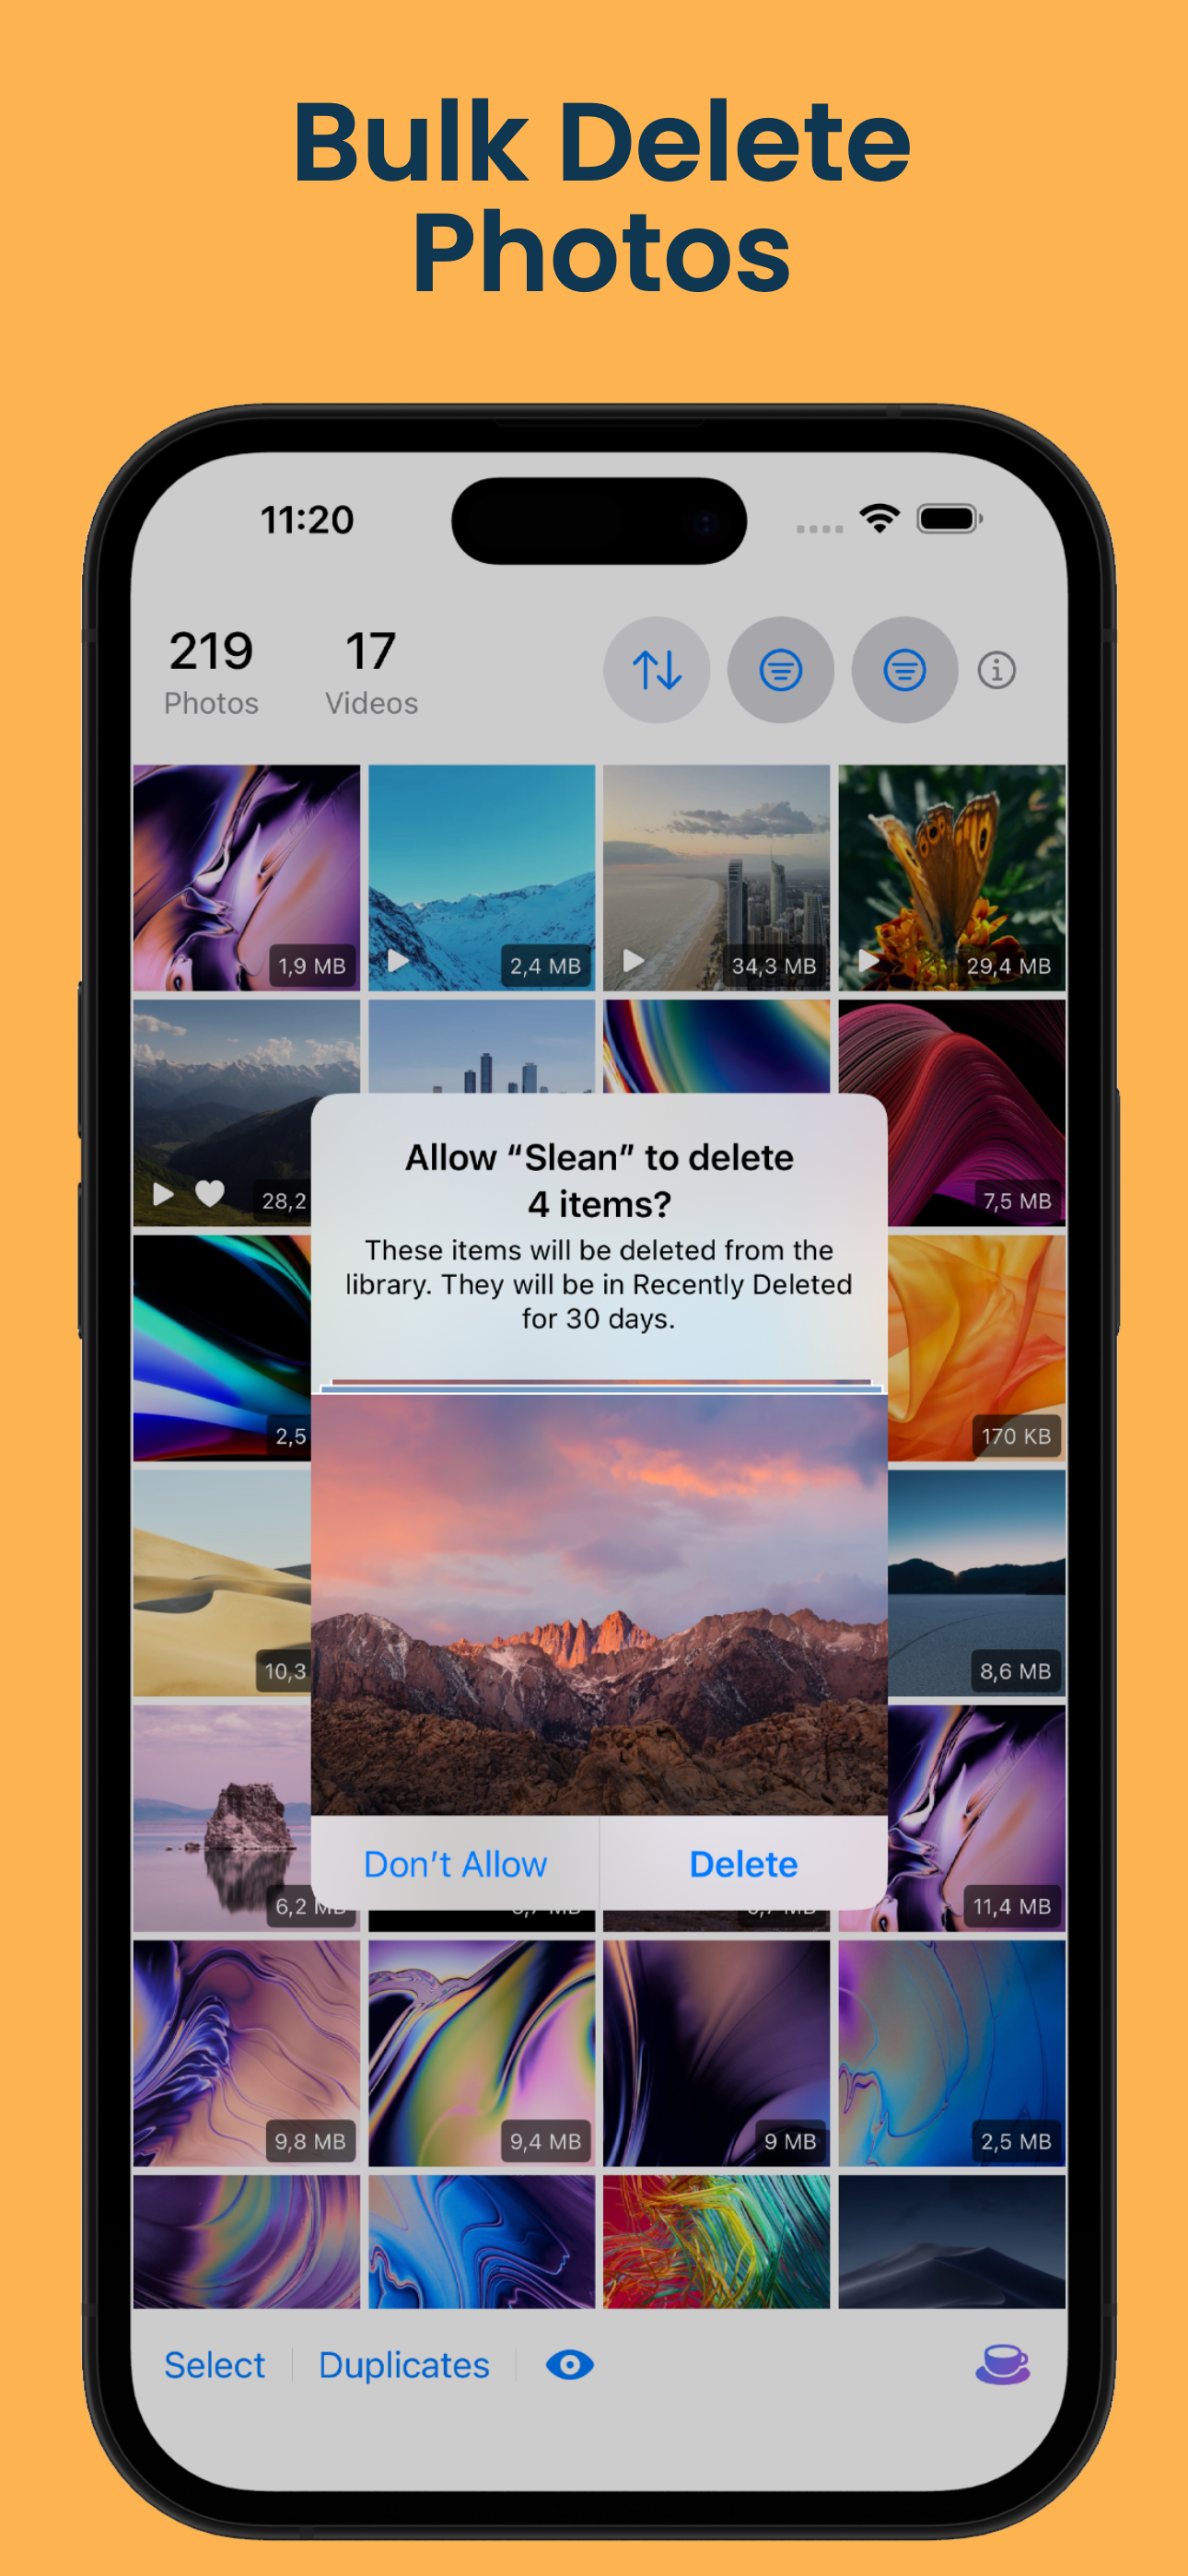 Bulk Delete
Photos
11:20
219
17
Photos
Videos
1,9 MB
2,4 MB
34,3 MB
29,4 MB
28,2
7,5 MB
Allow “Slean” to delete
4 items?
These items will be deleted from the
library. They will be in Recently Deleted
for 30 days.
2,5
170 KB
10,3
8,6 MB
Don’t Allow
Delete
6,2 MB
11,4 MB
9,8 MB
9,4 MB
9 MB
2,5 MB
Select
Duplicates